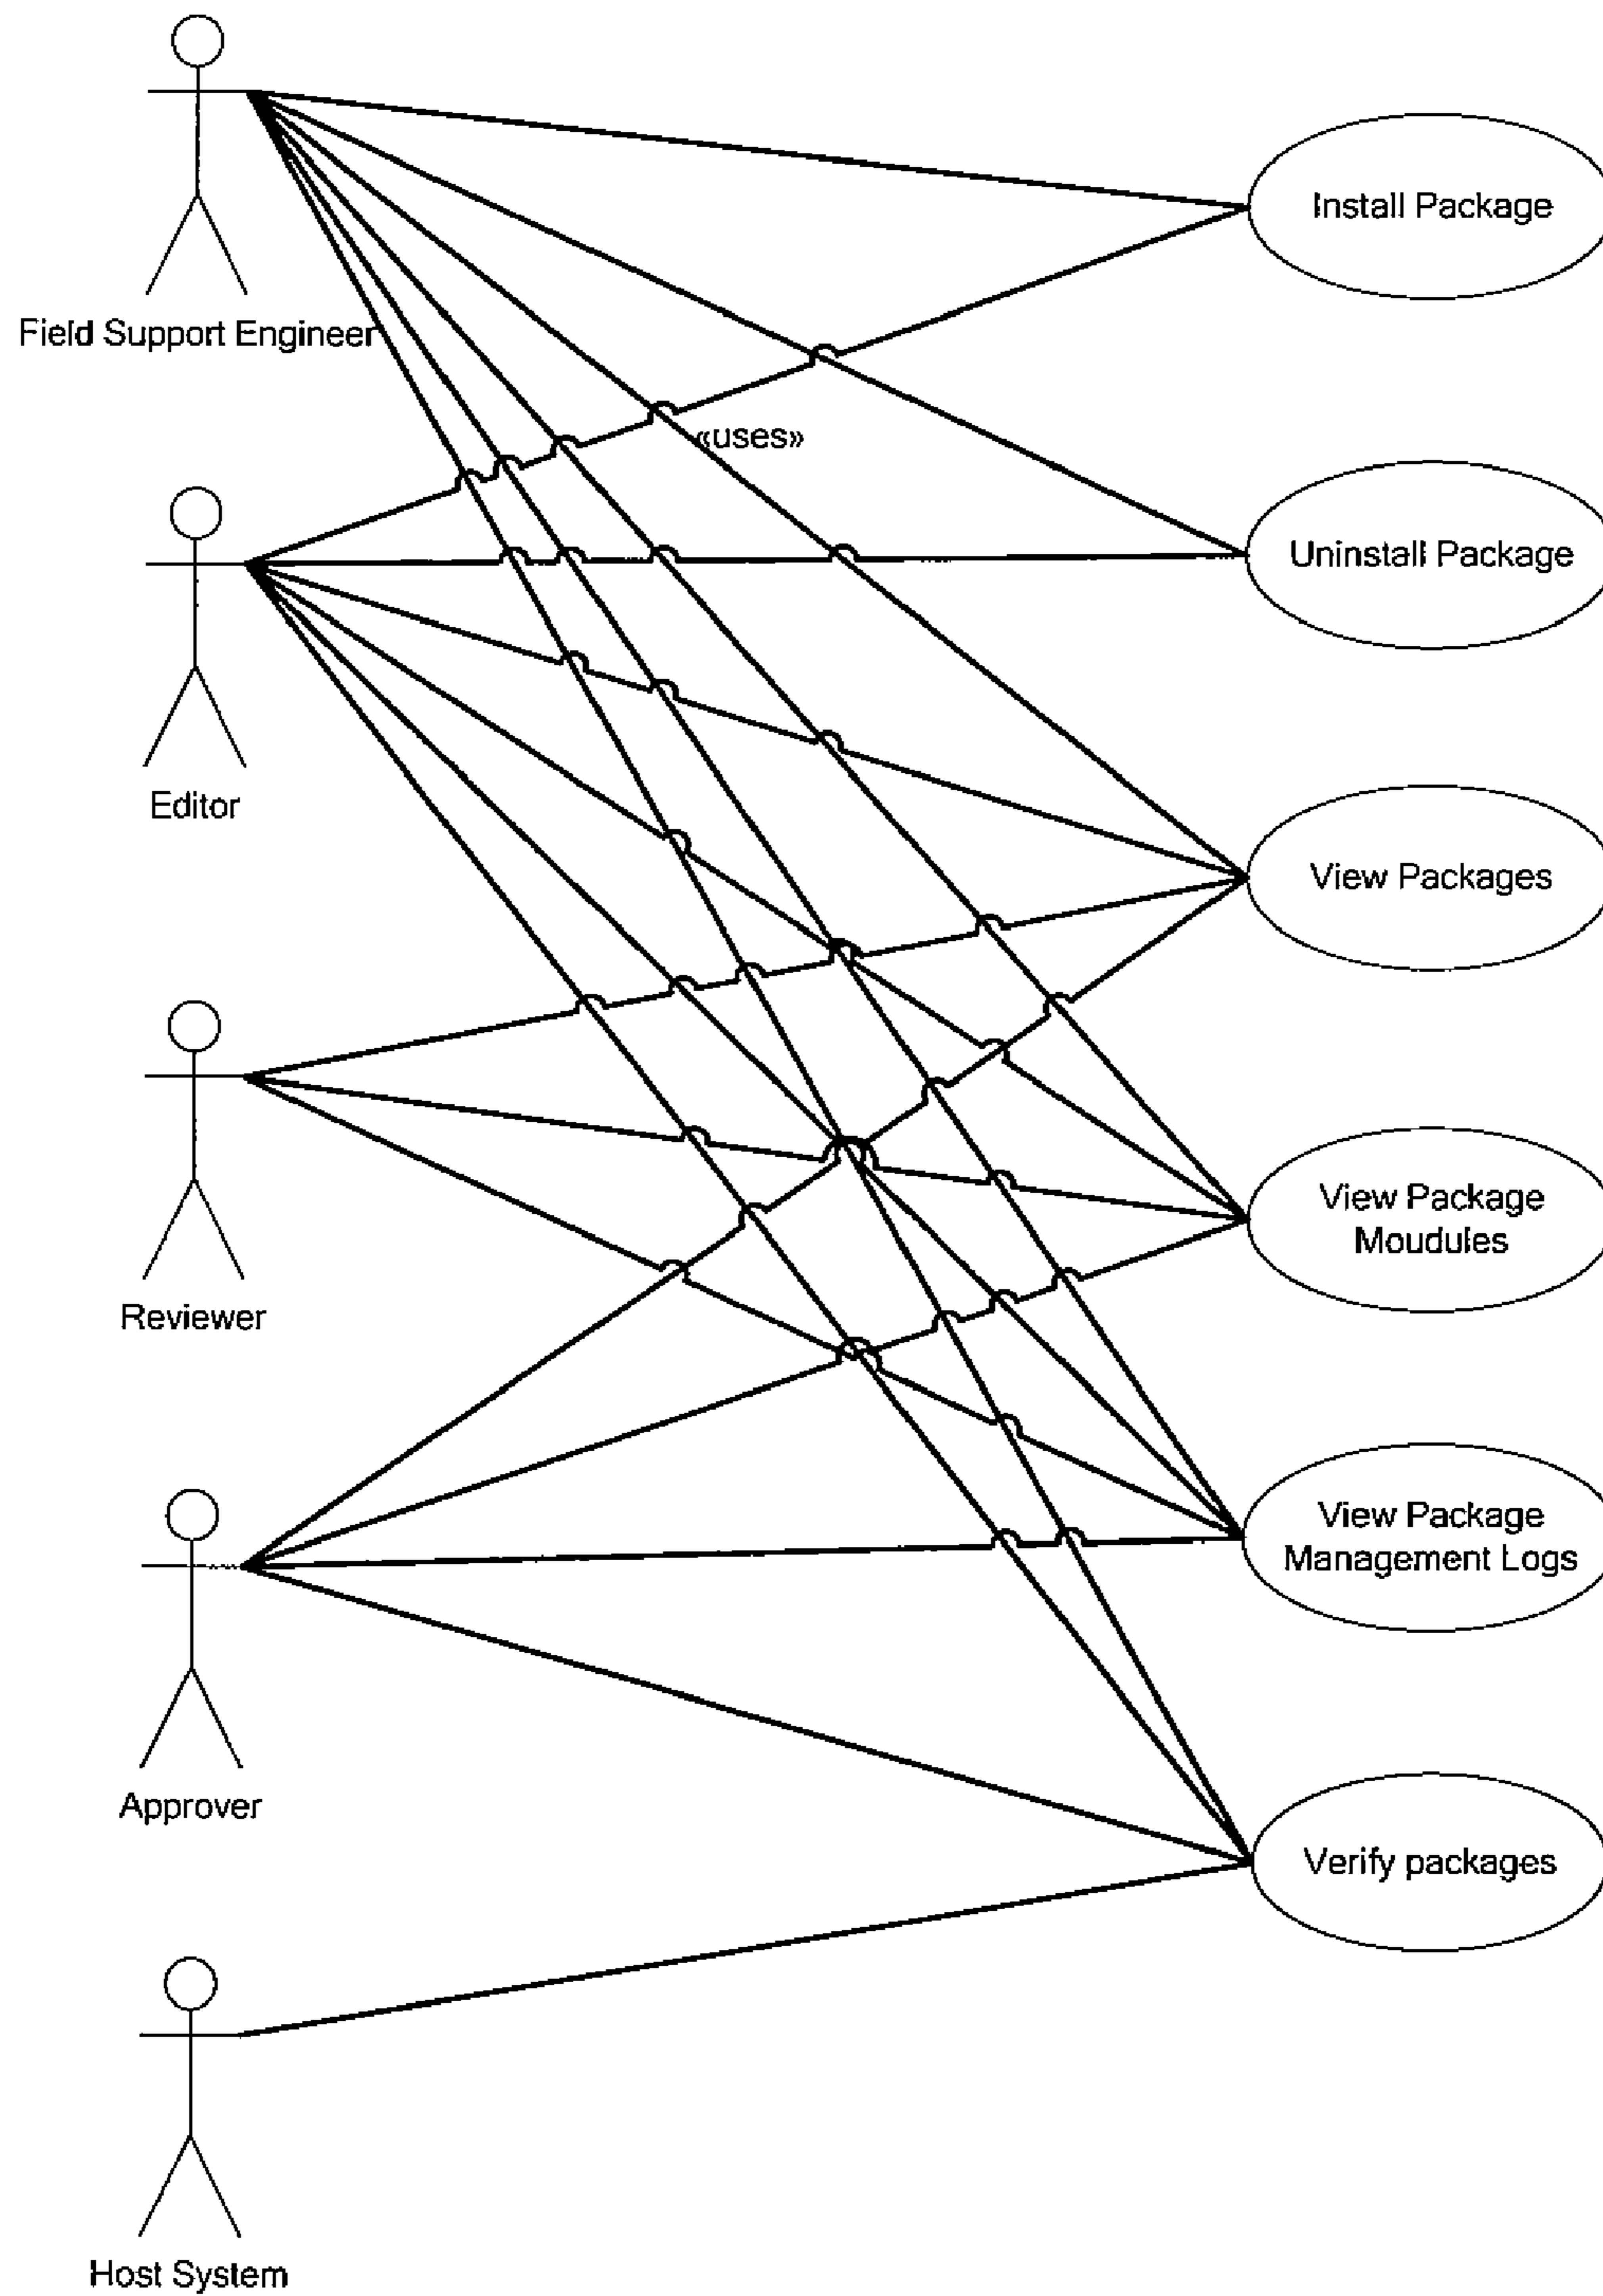 Install Package
Field Support Engineer
«uses»
Uninstall Package
Editor
View Packages
View Package
Moudules
Reviewer
View Package
Management Logs
Approver
Verify packages
Host System